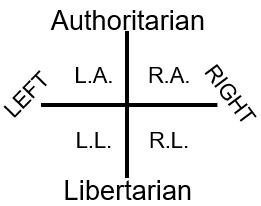 Authoritarian
L.A. R.A.
LEFT
RIGHT
L.L. R.L.
Libertarian